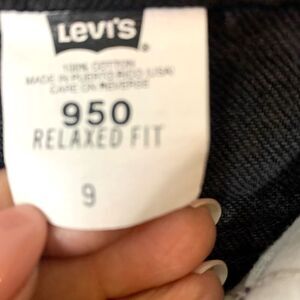 LEVI'S
100% COTTON
MADE IN PUERTO RICO (USA)
CARE ON REVERSE
950
RELAXED FIT
9